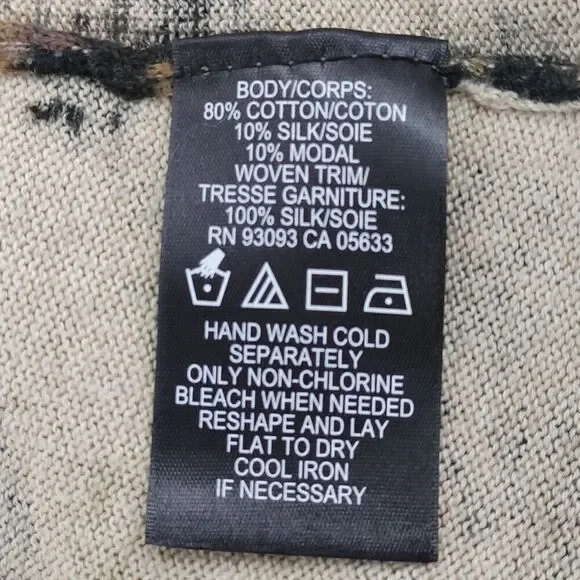 BODY/CORPS:
80% COTTON/COTON
10% SILK/SOIE
10% MODAL
WOVEN TRIM/
TRESSE GARNITURE:
100% SILK/SOIE
RN 93093 CA 05633
HAND WASH COLD
SEPARATELY
ONLY NON-CHLORINE
BLEACH WHEN NEEDED
RESHAPE AND LAY
FLAT TO DRY
COOL IRON
IF NECESSARY